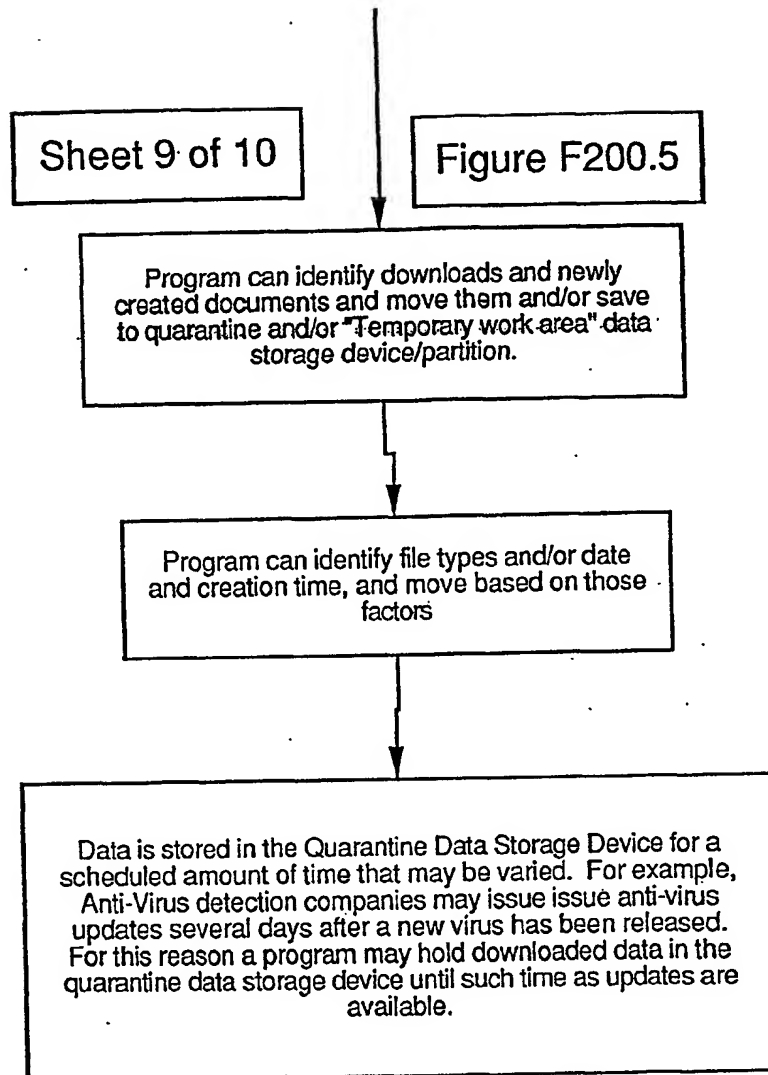 Sheet 9 of 10
Figure F200.5
Program can identify downloads and newly
created documents and move them and/or save
to quarantine and/or "Temporary work area" data
storage device/partition.
Program can identify file types and/or date
and creation time, and move based on those
factors
Data is stored in the Quarantine Data Storage Device for a
scheduled amount of time that may be varied. For example,
Anti-Virus detection companies may issue issue anti-virus
updates several days after a new virus has been released.
For this reason a program may hold downloaded data in the
quarantine data storage device until such time as updates are
available.